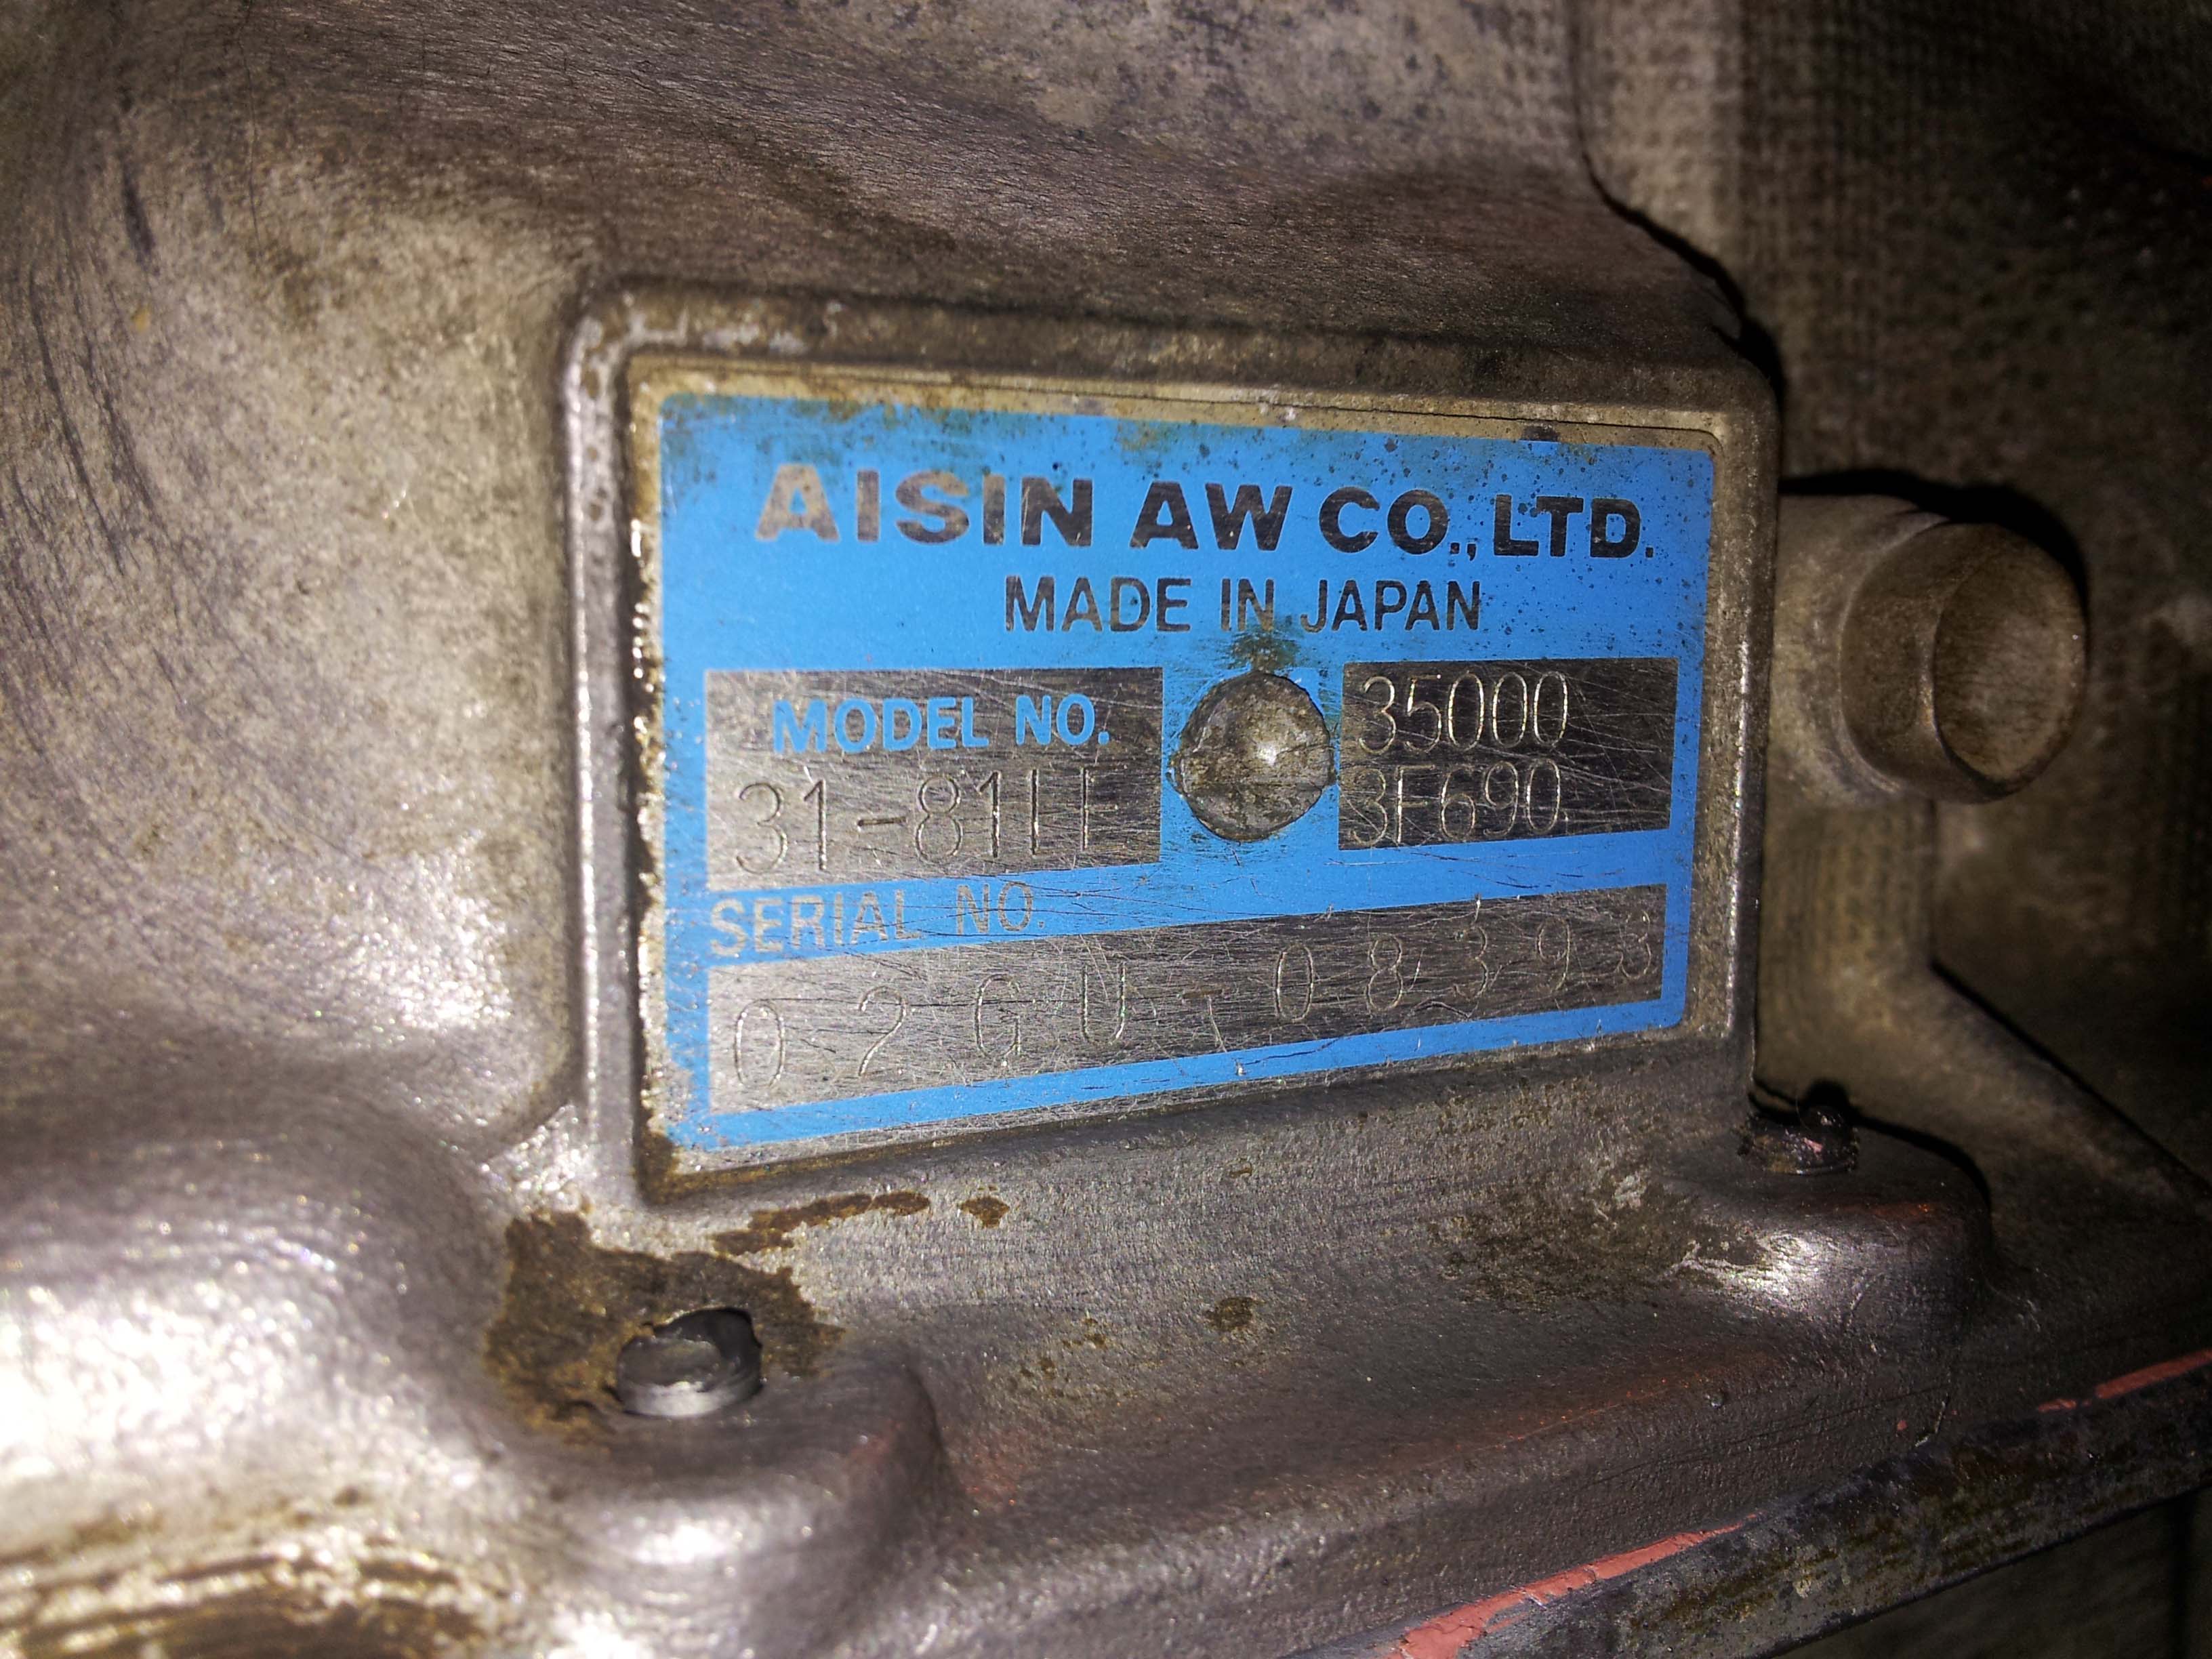 AISIN AW CO., LTD.
MADE IN JAPAN
MODEL NO.
31-81LE
35000
3F690
SERIAL NO.
02GU-08393